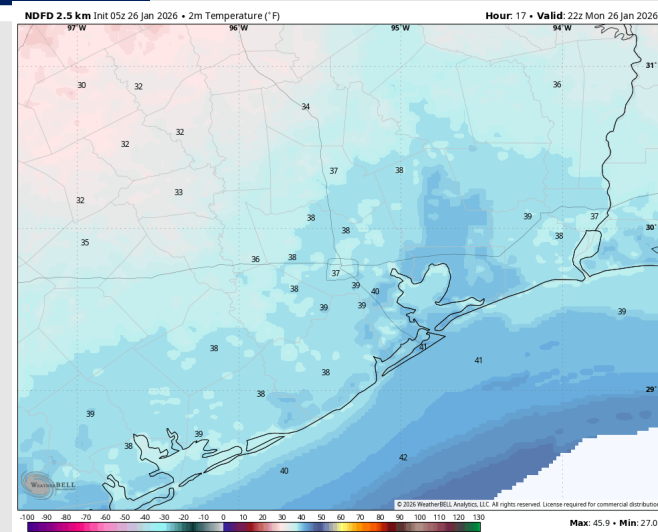 NDFD 2.5 km Init 05z 26 Jan 2026 • 2m Temperature (°F)
Hour: 17 • Valid: 22z Mon 26 Jan 2026
97°W 96°W 95°W 94°W
31°
30 32 36
34
32
32
37 38
33
32
38 39 37
38 38 30°
35
36 38
37
38 39 40
39 39 39
38 41
41
38
29°
38
39
39
38
42
40
WEATHERBELL
© 2026 WeatherBELL Analytics, LLC. All rights reserved. License required for commercial distribution
-100 -90 -80 -70 -60 -50 -40 -30 -20 -10 0 10 20 30 40 50 60 70 80 90 100 110 120 130
Max: 45.9 • Min: 27.0